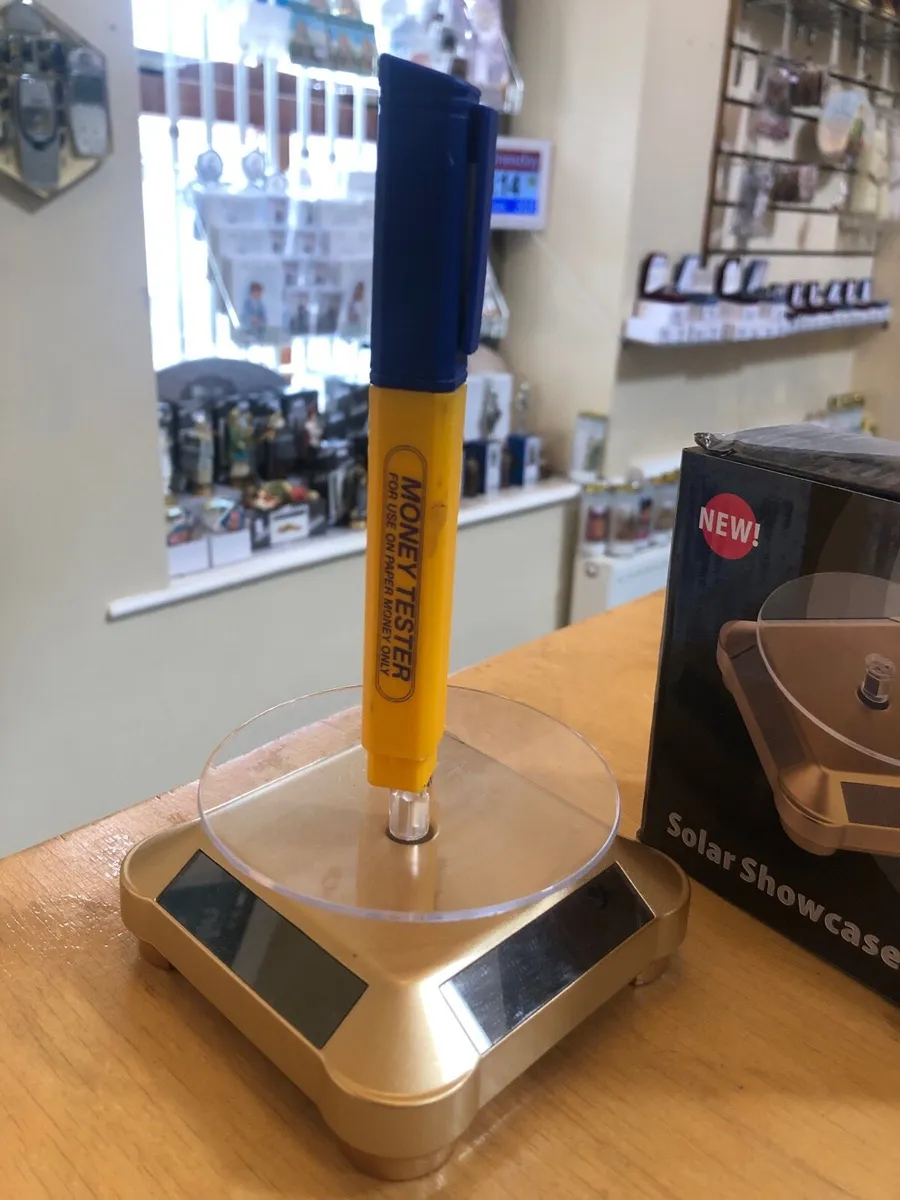 MONEY TESTER
FOR USE ON PAPER MONEY ONLY
NEW!
Solar Showcase